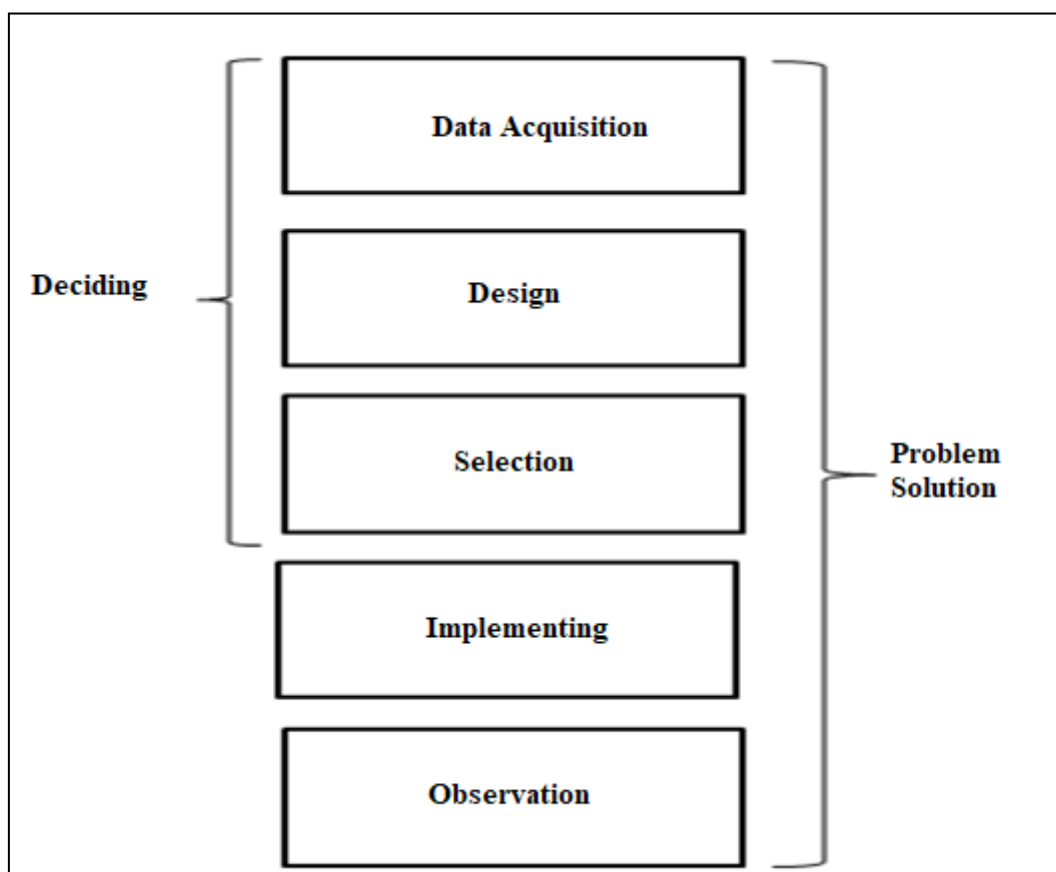 Data Acquisition
Deciding
Design
Selection
Problem
Solution
Implementing
Observation